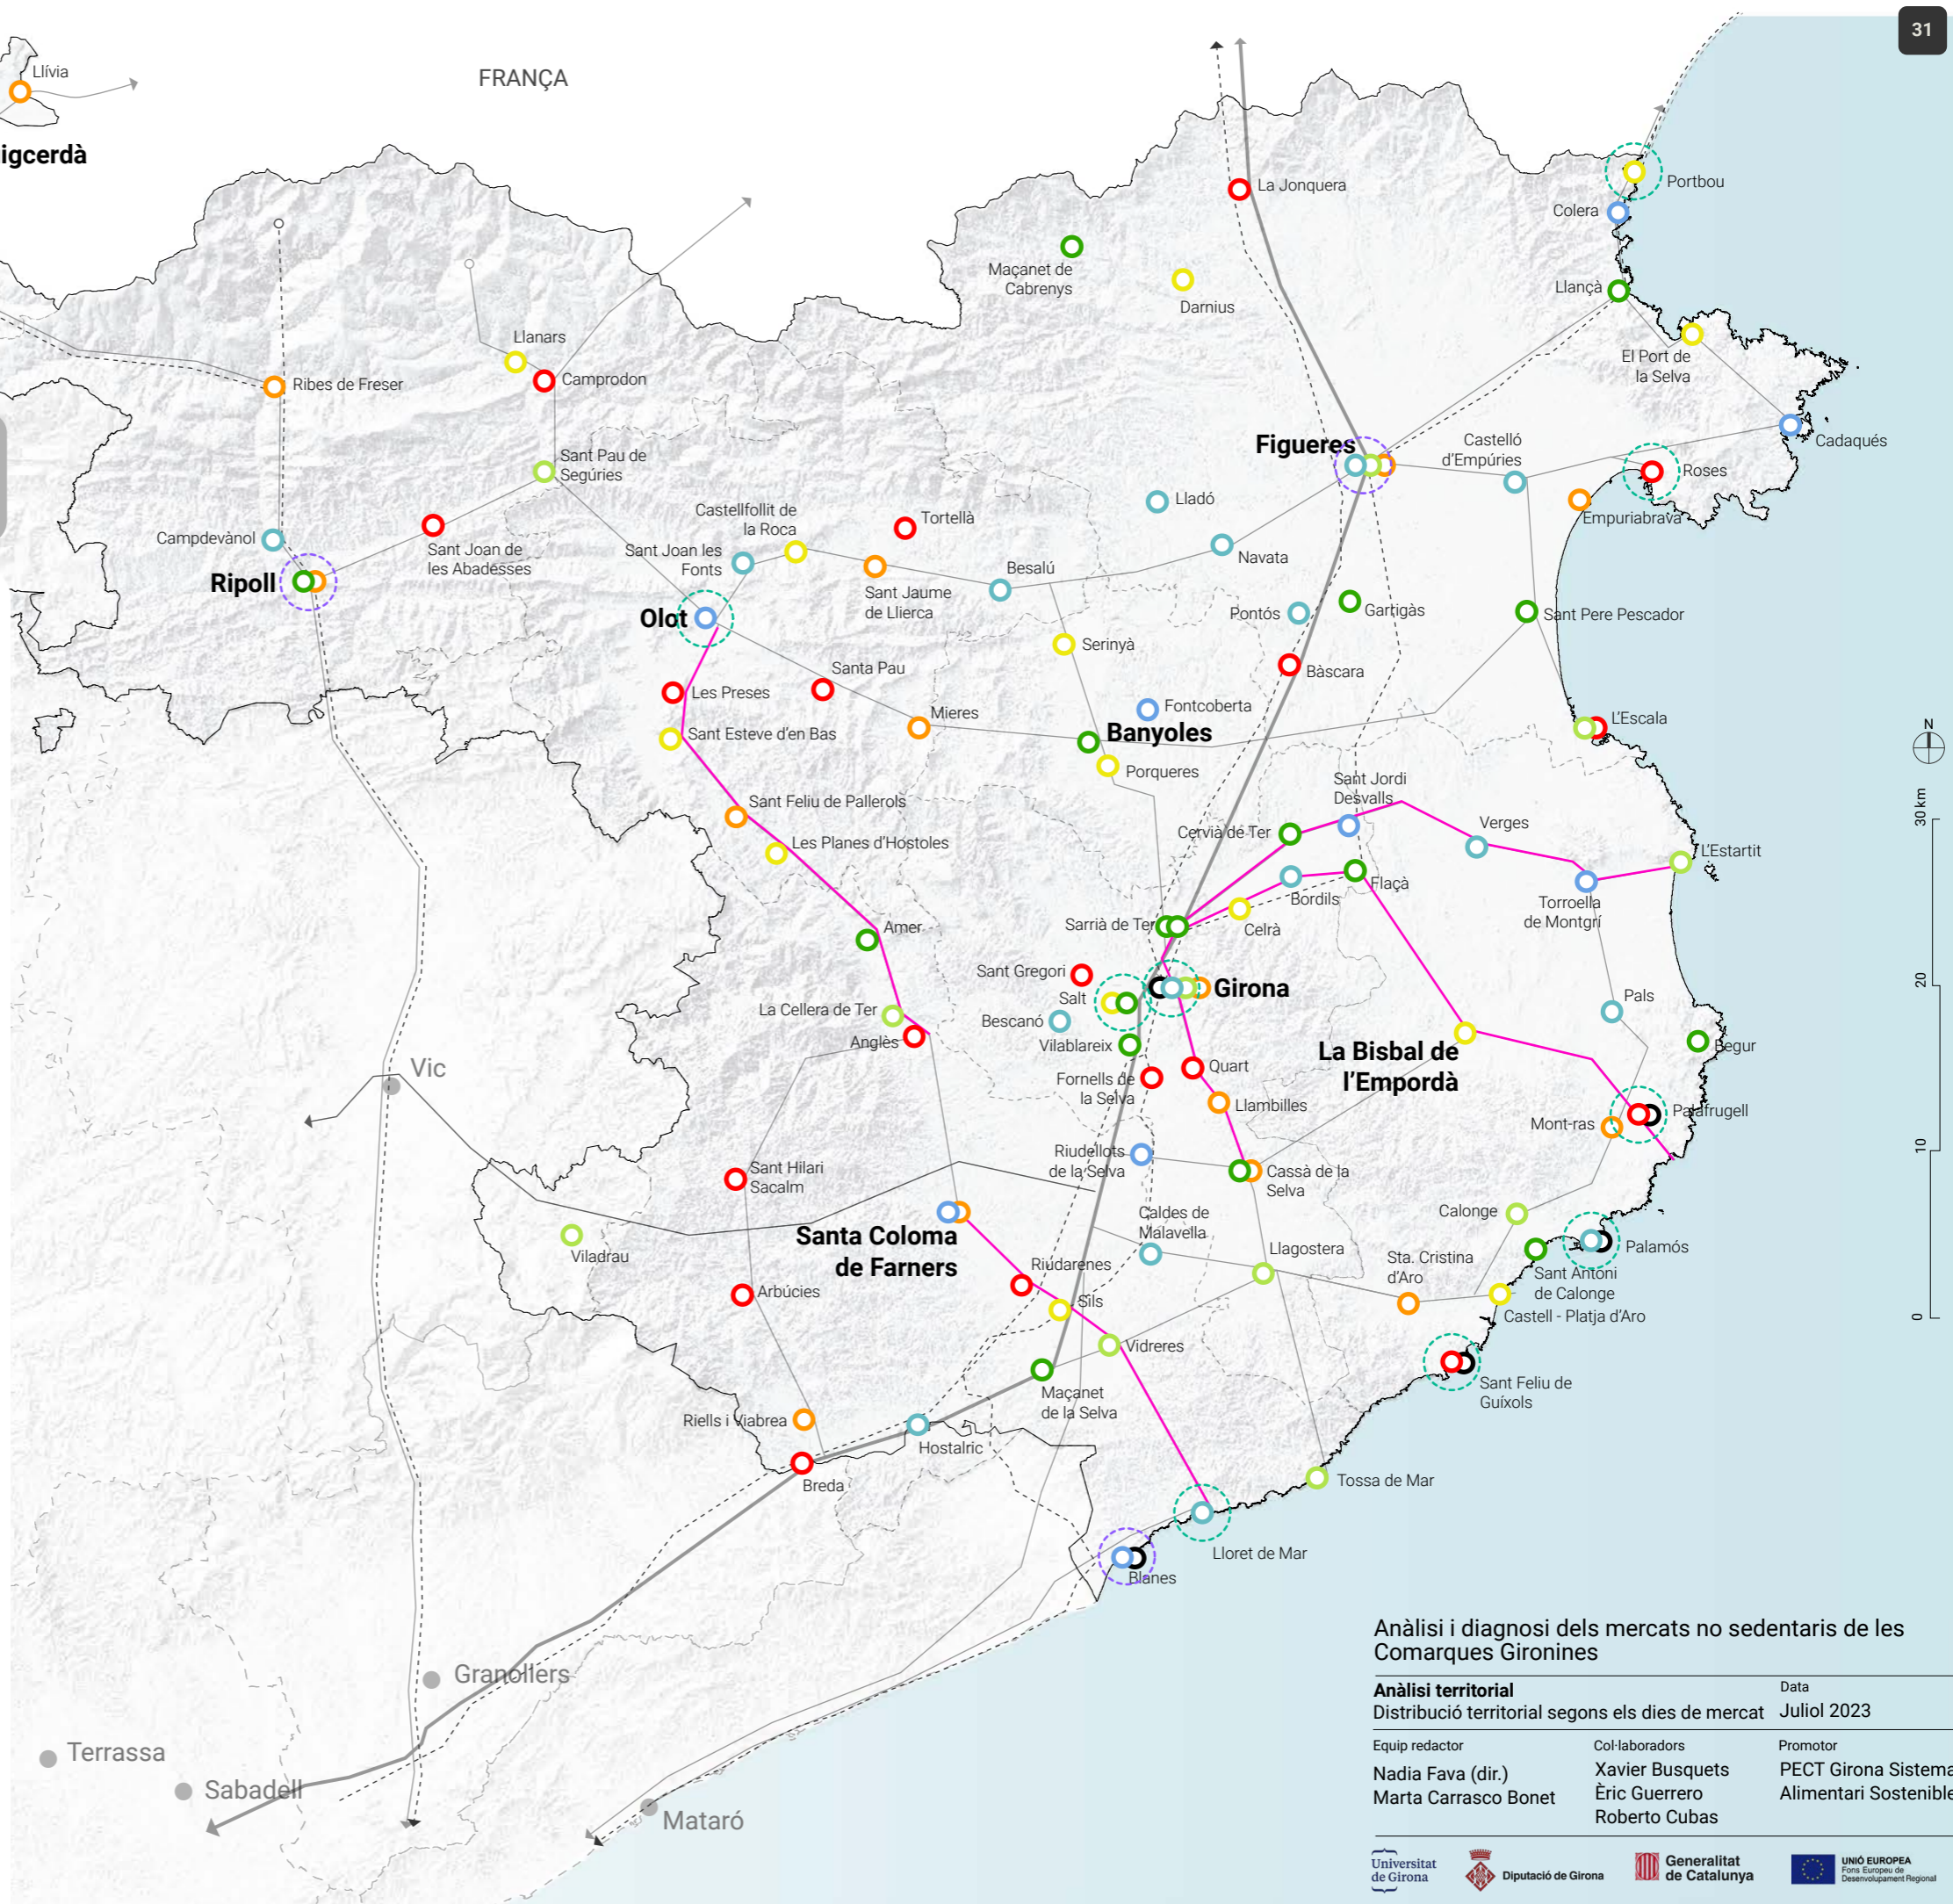 31
Llívia
FRANÇA
igcerdà
La Jonquera
Portbou
Colera
Maçanet de
Cabrenys
Darnius
Llançà
Llanars
El Port de
la Selva
Ribes de Freser
Camprodon
Cadaqués
Figueres
Castelló
d'Empúries
Sant Pau de
Segúries
Roses
Lladó
Empuriabrava
Castellfollit de
la Roca
Tortellà
Campdevànol
Sant Joan de
les Abadesses
Sant Joan les
Fonts
Navata
Ripoll
Besalú
Sant Jaume
de Llierca
Olot
Pontós
Gartigàs
Sant Pere Pescador
Serinyà
Santa Pau
Bàscara
Les Preses
Fontcoberta
Mieres
L'Escala
Sant Esteve d'en Bas
Banyoles
Porqueres
N
Sant Jordi
Desvalls
Sant Feliu de Pallerols
30 km
Cervià de Ter
Verges
Les Planes d'Hostoles
L'Estartit
Flaçà
Bordils
Torroella
de Montgrí
Amer
Sarrià de Ter
Celrà
Sant Gregori
20
Girona
Salt
Pals
La Cellera de Ter
Bescanó
Anglès
Vilablareix
La Bisbal de
l'Empordà
Begur
Vic
Quart
Fornells de
la Selva
Llambilles
Palafrugell
Mont-ras
10
Riudellots
de la Selva
Sant Hilari
Sacalm
Cassà de la
Selva
Calonge
Caldes de
Malavella
Santa Coloma
de Farners
Viladrau
Llagostera
Palamós
Sta. Cristina
d'Aro
Riudarenes
Sant Antoni
de Calonge
Arbúcies
Sils
Castell - Platja d'Aro
0
Vidreres
Sant Feliu de
Guíxols
Maçanet
de la Selva
Riells i Viabrea
Hostalric
Breda
Tossa de Mar
Lloret de Mar
Blanes
Granollers
Terrassa
Sabadell
Mataró
Anàlisi i diagnosi dels mercats no sedentaris de les
Comarques Gironines
Anàlisi territorial
Distribució territorial segons els dies de mercat
Data
Juliol 2023
Equip redactor
Nadia Fava (dir.)
Marta Carrasco Bonet
Col·laboradors
Xavier Busquets
Èric Guerrero
Roberto Cubas
Promotor
PECT Girona Sistema
Alimentari Sostenible
Universitat
de Girona
Diputació de Girona
Generalitat
de Catalunya
UNIÓ EUROPEA
Fons Europeu de
Desenvolupament Regional